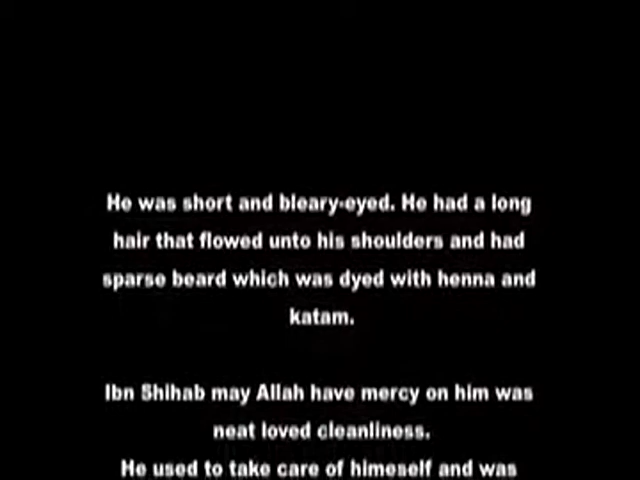 He was short and bleary-eyed. He had a long
hair that flowed unto his shoulders and had
sparse beard which was dyed with henna and
katam.
Ibn Shihab may Allah have mercy on him was
neat loved cleanliness.
He used to take care of himeself and was